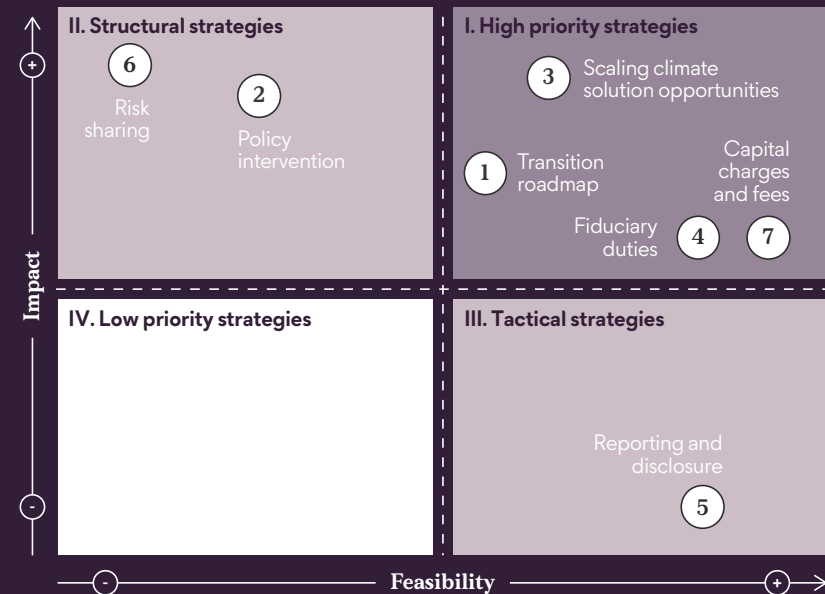 II. Structural strategies
6
Risk
sharing
2
Policy
intervention
I. High priority strategies
3
Scaling climate
solution opportunities
1
Transition
roadmap
Capital
charges
and fees
Fiduciary
duties
4
7
IV. Low priority strategies
III. Tactical strategies
Reporting and
disclosure
5
+
Impact
-
-
Feasibility
+